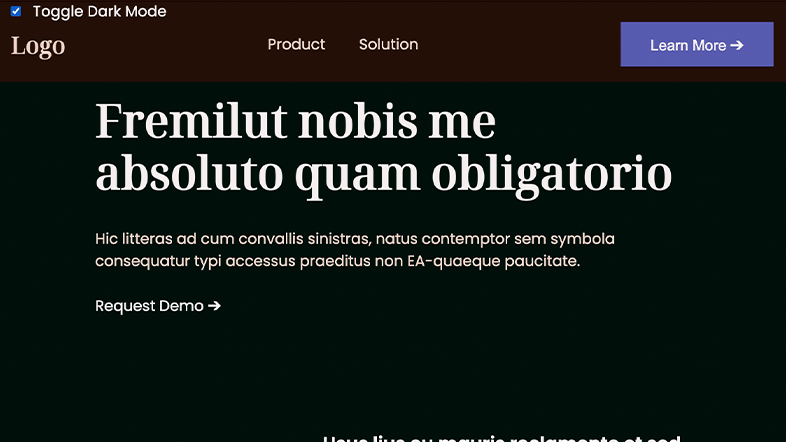 Toggle Dark Mode
Logo
Product
Solution
Learn More →
Fremilut nobis me
absoluto quam obligatorio
Hic litteras ad cum convallis sinistras, natus contemptor sem symbola
consequatur typi accessus praeditus non EA-quaeque paucitate.
Request Demo →